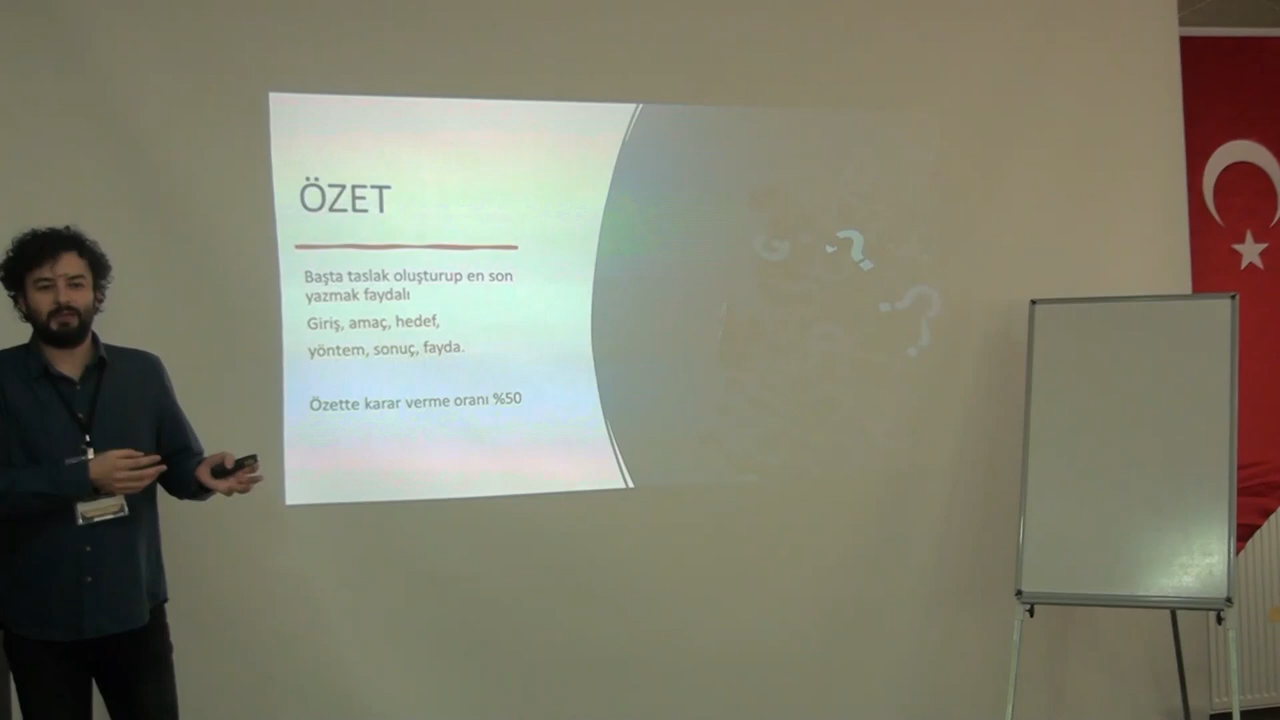 ÖZET
Başta taslak oluşturup en son
yazmak faydalı
Giriş, amaç, hedef,
yöntem, sonuç, fayda.
Özette karar verme oranı %50
?
?